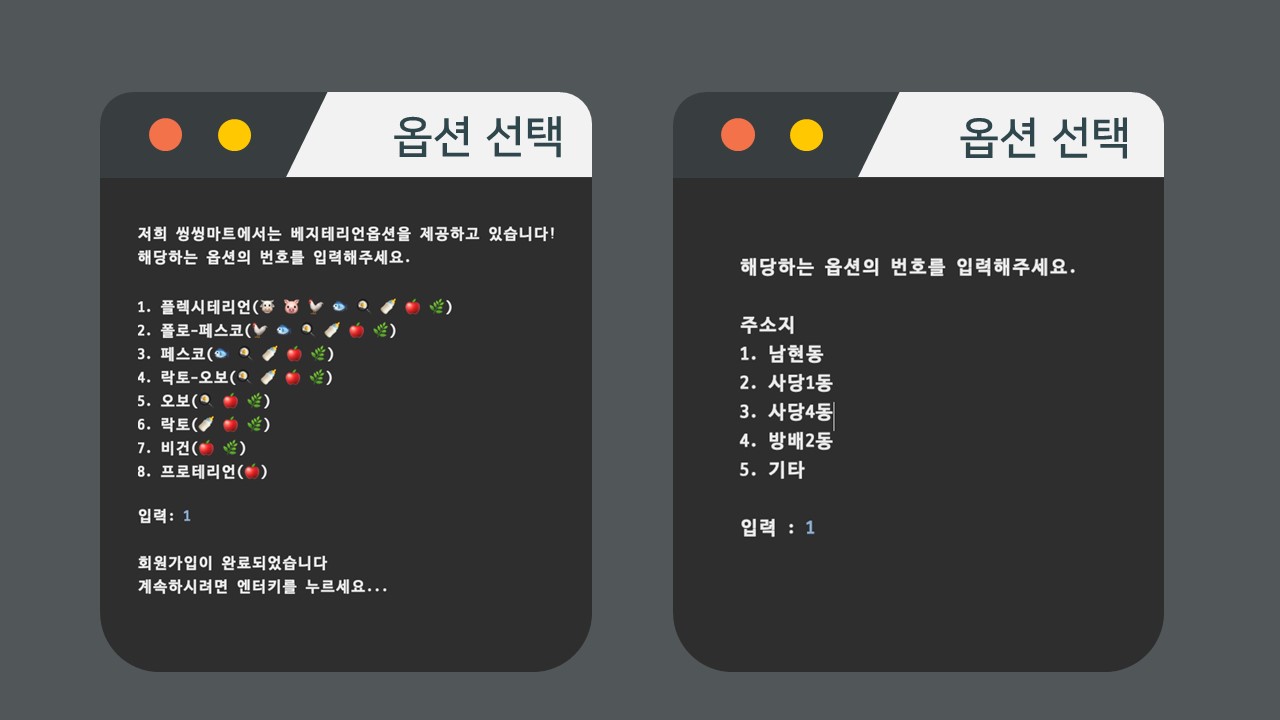 옵션 선택
저희 씽씽마트에서는 베지테리언옵션을 제공하고 있습니다!
해당하는 옵션의 번호를 입력해주세요.
1. 플렉시테리언(🐮 🐷 🐓 🐟 🍳 🍼 🍎 🌿)
2. 폴로-페스코(🐓 🐟 🍳 🍼 🍎 🌿)
3. 페스코(🐟 🍳 🍼 🍎 🌿)
4. 락토-오보(🍳 🍼 🍎 🌿)
5. 오보(🍳 🍎 🌿)
6. 락토(🍼 🍎 🌿)
7. 비건(🍎 🌿)
8. 프로테리언(🍎)
입력: 1
회원가입이 완료되었습니다
계속하시려면 엔터키를 누르세요...
옵션 선택
해당하는 옵션의 번호를 입력해주세요.
주소지
1. 남현동
2. 사당1동
3. 사당4동
4. 방배2동
5. 기타
입력 : 1